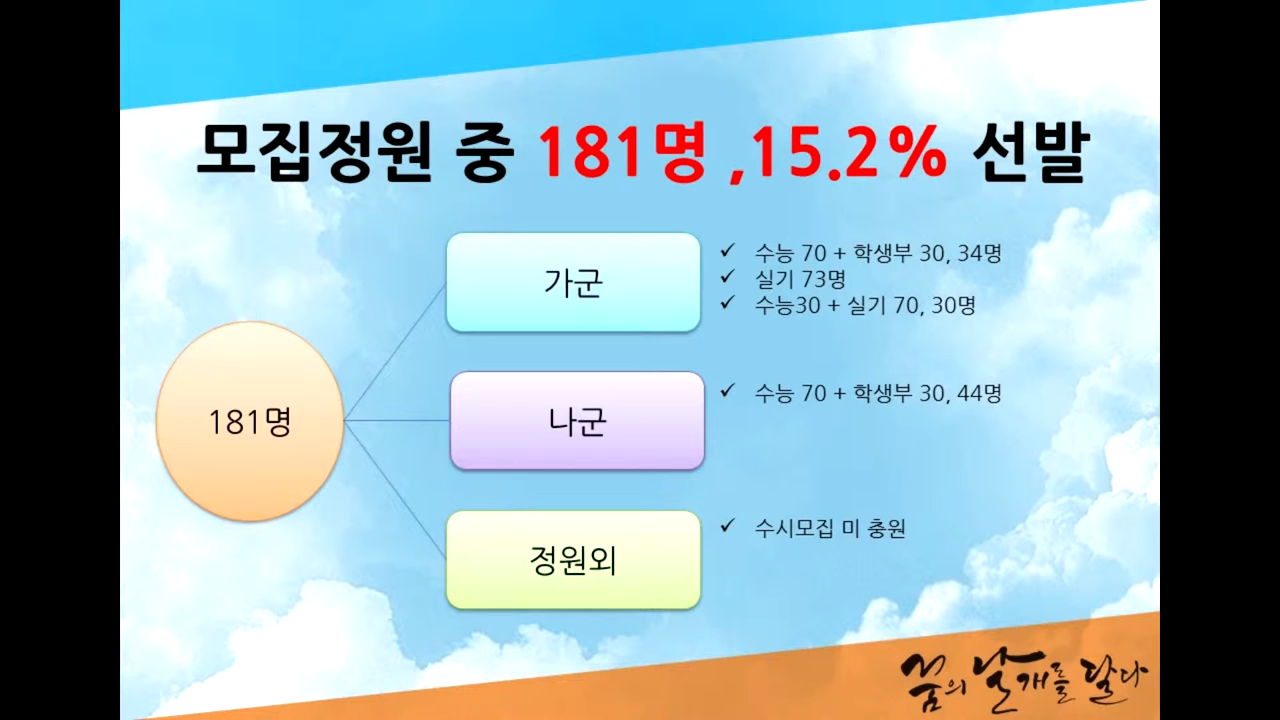 모집정원 중 181명 ,15.2% 선발
181명
가군
✓ 수능 70 + 학생부 30, 34명
✓ 실기 73명
✓ 수능30 + 실기 70, 30명
나군
✓ 수능 70 + 학생부 30, 44명
정원외
✓ 수시모집 미 충원
꿈의 날개를 달다